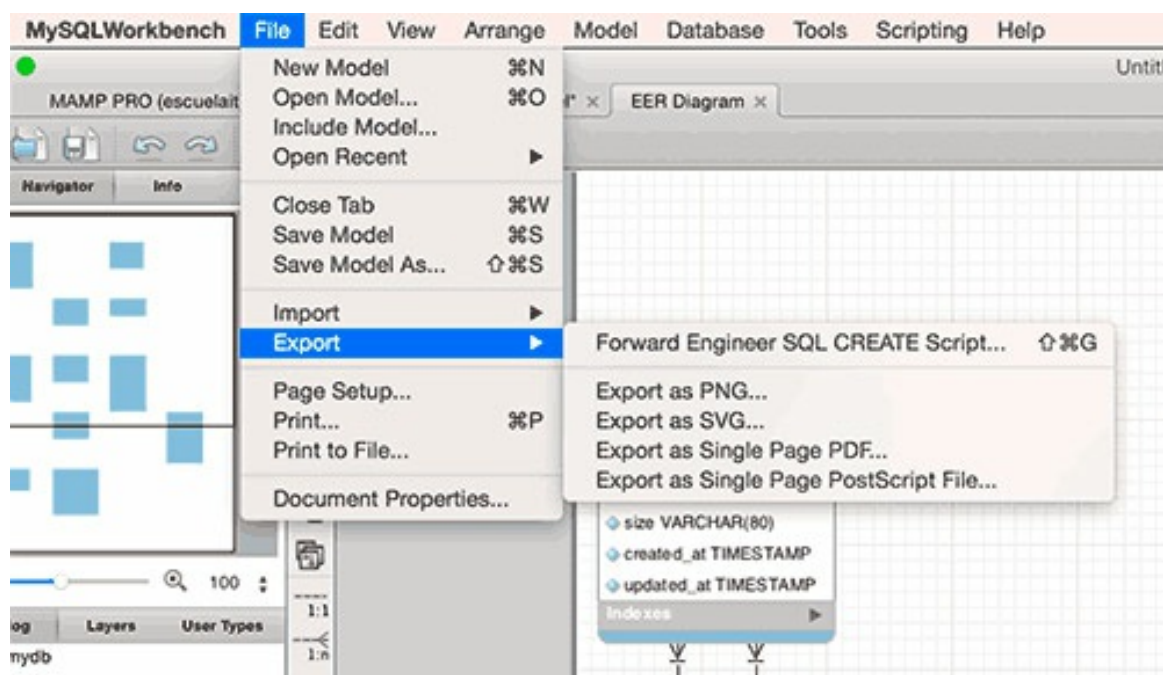 MySQLWorkbench File Edit View Arrange Model Database Tools Scripting Help
MAMP PRO (escuelait
EER Diagram ×
Navigator Info
New Model ⌘N
Open Model... ⌘O
Include Model...
Open Recent ▶
Close Tab ⌘W
Save Model ⌘S
Save Model As... ⇧⌘S
Import ▶
Export ▶
Page Setup...
Print... ⌘P
Print to File...
Document Properties...
Forward Engineer SQL CREATE Script... ⇧⌘G
Export as PNG...
Export as SVG...
Export as Single Page PDF...
Export as Single Page PostScript File...
size VARCHAR(80)
created_at TIMESTAMP
updated_at TIMESTAMP
Indexes ▶
100
1:1
1:n
Layers User Types
mydb